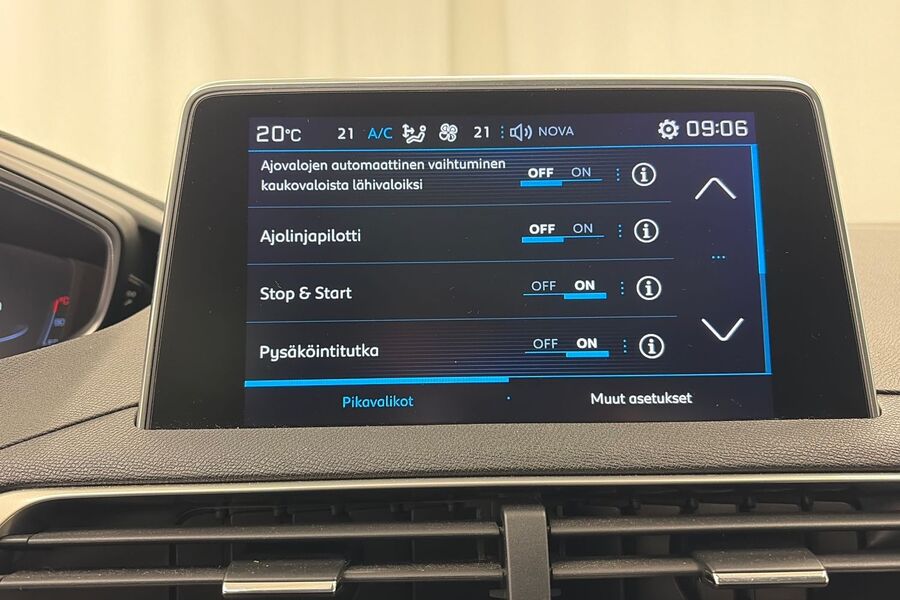 20°C 21 A/C 21 NOVA 09:06
Ajovalojen automaattinen vaihtuminen
kaukovaloista lähivaloiksi
OFF ON
Ajolinjapilotti OFF ON
Stop & Start OFF ON
Pysäköintitutka OFF ON
Pikavalikot Muut asetukset
°C